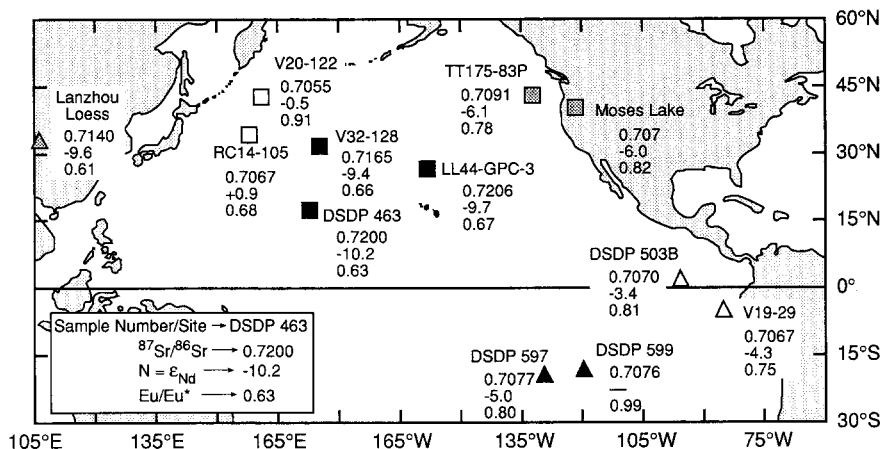 60°N
45°N
30°N
15°N
0°
15°S
30°S
V20-122
0.7055
-0.5
0.91
TT175-83P
0.7091
-6.1
0.78
Lanzhou
Loess
0.7140
-9.6
0.61
Moses Lake
0.707
-6.0
0.82
RC14-105
0.7067
+0.9
0.68
V32-128
0.7165
-9.4
0.66
LL44-GPC-3
0.7206
-9.7
0.67
DSDP 463
0.7200
-10.2
0.63
DSDP 503B
0.7070
-3.4
0.81
V19-29
0.7067
-4.3
0.75
DSDP 597
0.7077
-5.0
0.80
DSDP 599
0.7076
—
0.99
Sample Number/Site → DSDP 463
⁸⁷Sr/⁸⁶Sr → 0.7200
N = εNd → -10.2
Eu/Eu* → 0.63
105°E 135°E 165°E 165°W 135°W 105°W 75°W